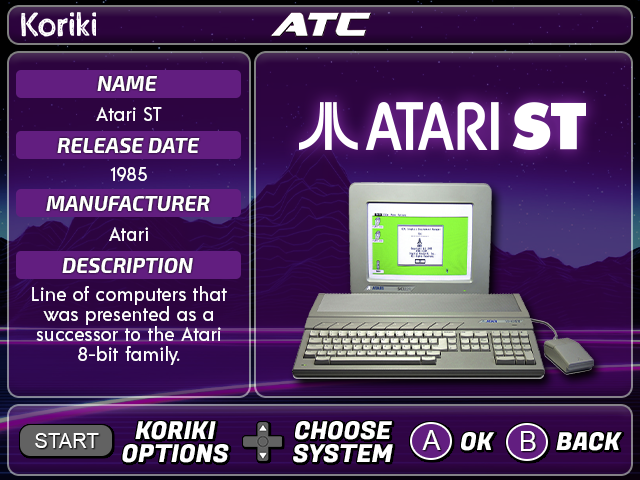 Koriki
ATC
NAME
Atari ST
RELEASE DATE
1985
MANUFACTURER
Atari
DESCRIPTION
Line of computers that
was presented as a
successor to the Atari
8-bit family.
ATARI ST
START
KORIKI
OPTIONS
CHOOSE
SYSTEM
A
OK
B
BACK